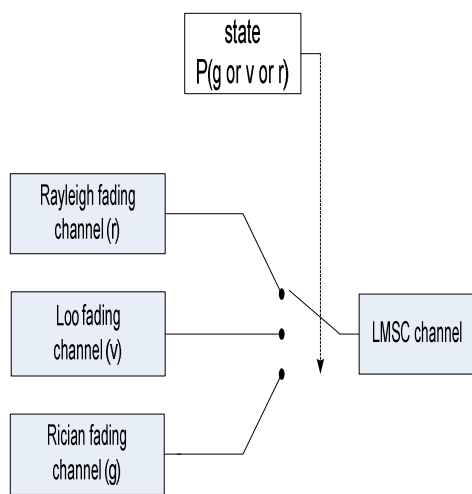 state
P(g or v or r)
Rayleigh fading
channel (r)
Loo fading
channel (v)
LMSC channel
Rician fading
channel (g)